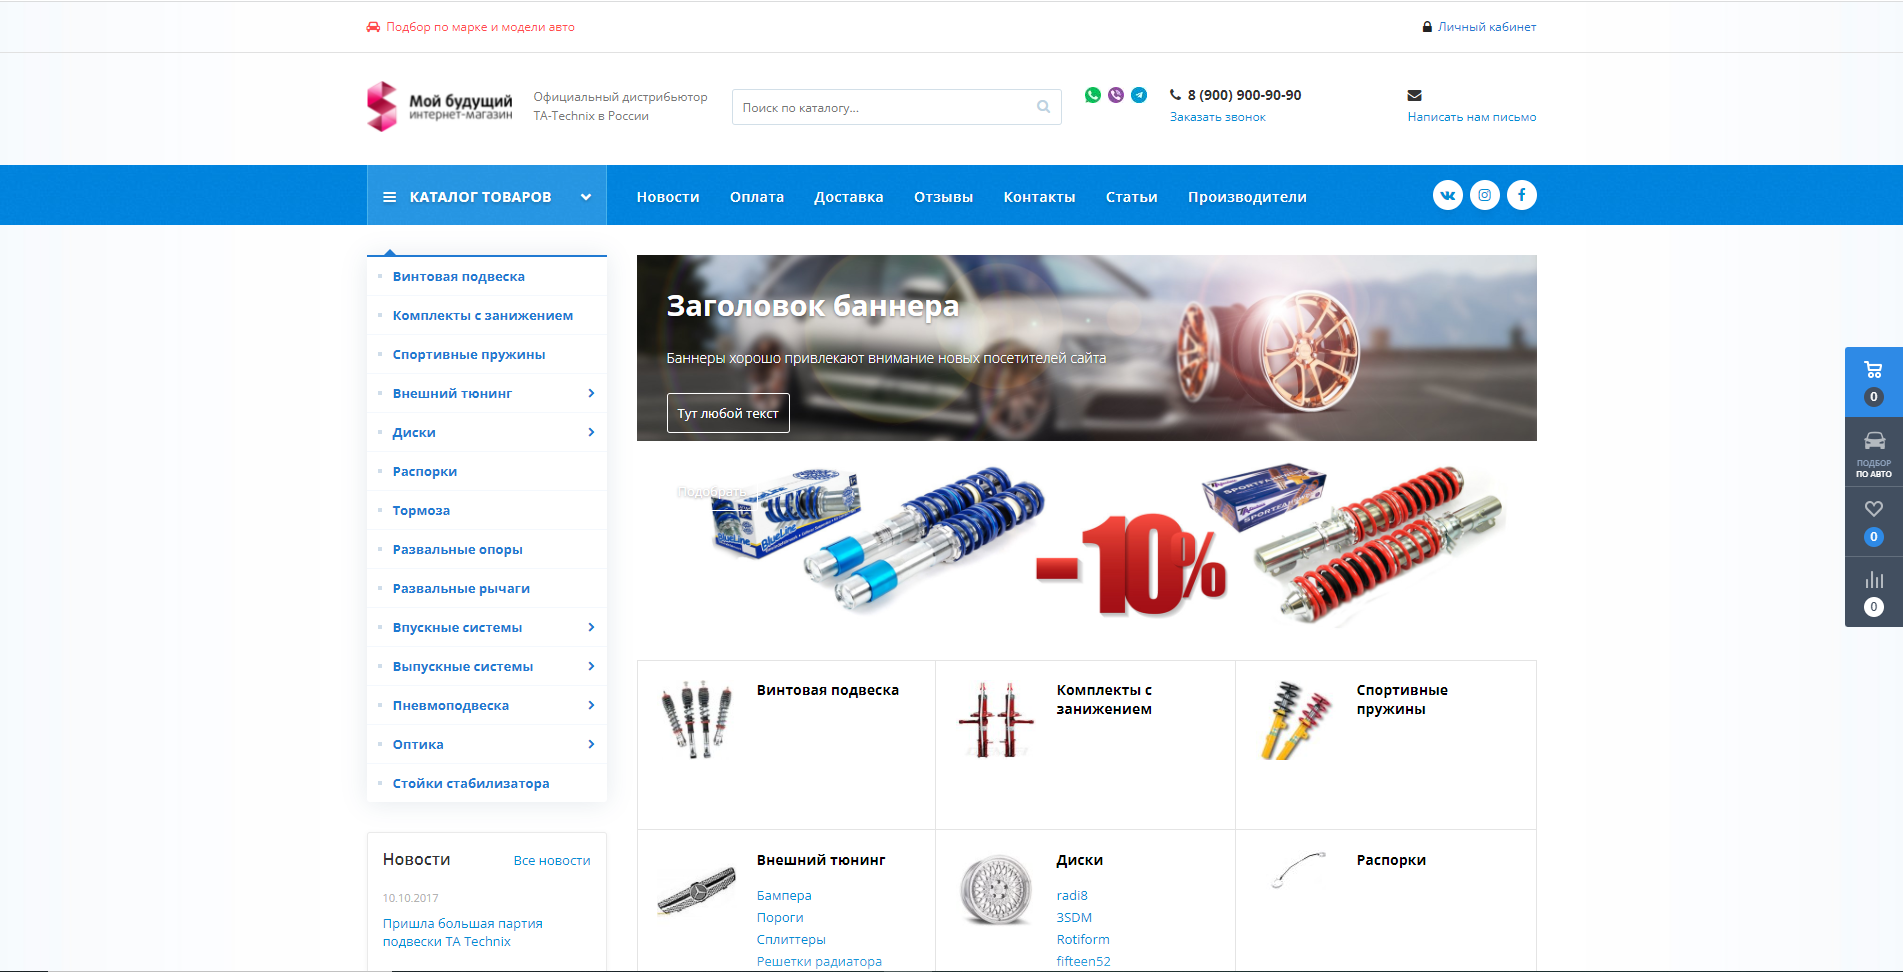 Подбор по марке и модели авто
Личный кабинет
Мой будущий
интернет-магазин
Официальный дистрибьютор
TA-Technix в России
Поиск по каталогу...
8 (900) 900-90-90
Заказать звонок
Написать нам письмо
КАТАЛОГ ТОВАРОВ
Новости
Оплата
Доставка
Отзывы
Контакты
Статьи
Производители
Винтовая подвеска
Комплекты с занижением
Спортивные пружины
Внешний тюнинг
Диски
Распорки
Тормоза
Развальные опоры
Развальные рычаги
Впускные системы
Выпускные системы
Пневмоподвеска
Оптика
Стойки стабилизатора
Новости
Все новости
10.10.2017
Пришла большая партия
подвески TA Technix
Заголовок баннера
Баннеры хорошо привлекают внимание новых посетителей сайта
Тут любой текст
Подобрать
BlueLine
BlueLine
-10%
Винтовая подвеска
Комплекты с
занижением
Спортивные
пружины
Внешний тюнинг
Бампера
Пороги
Сплиттеры
Решетки радиатора
Диски
radi8
3SDM
Rotiform
fifteen52
Распорки
0
ПОДБОР
ПО АВТО
0
0